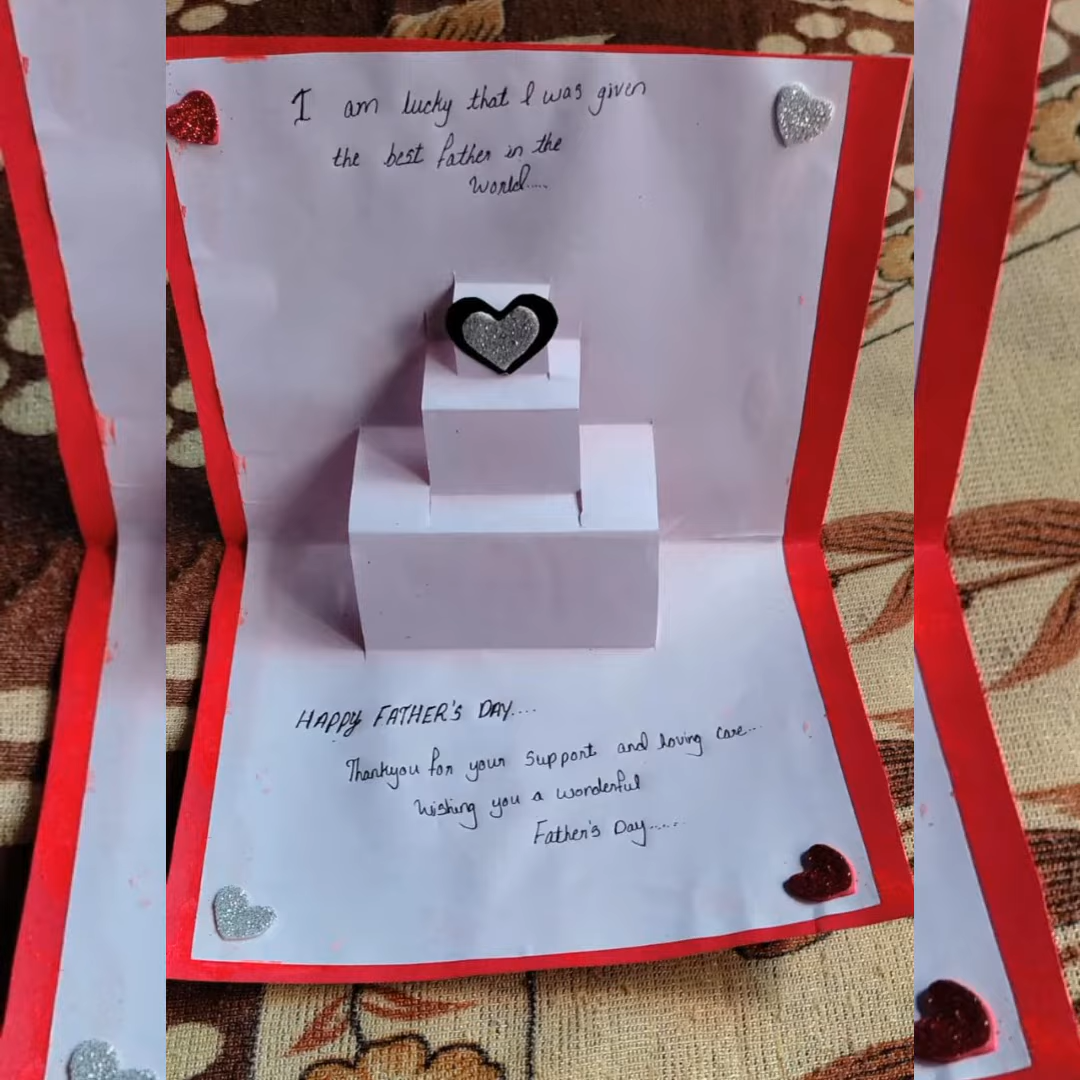 I am lucky that I was given
the best father in the
world.....
HAPPY FATHER'S DAY....
Thankyou for your support and loving care...
Wishing you a wonderful
Father's Day......